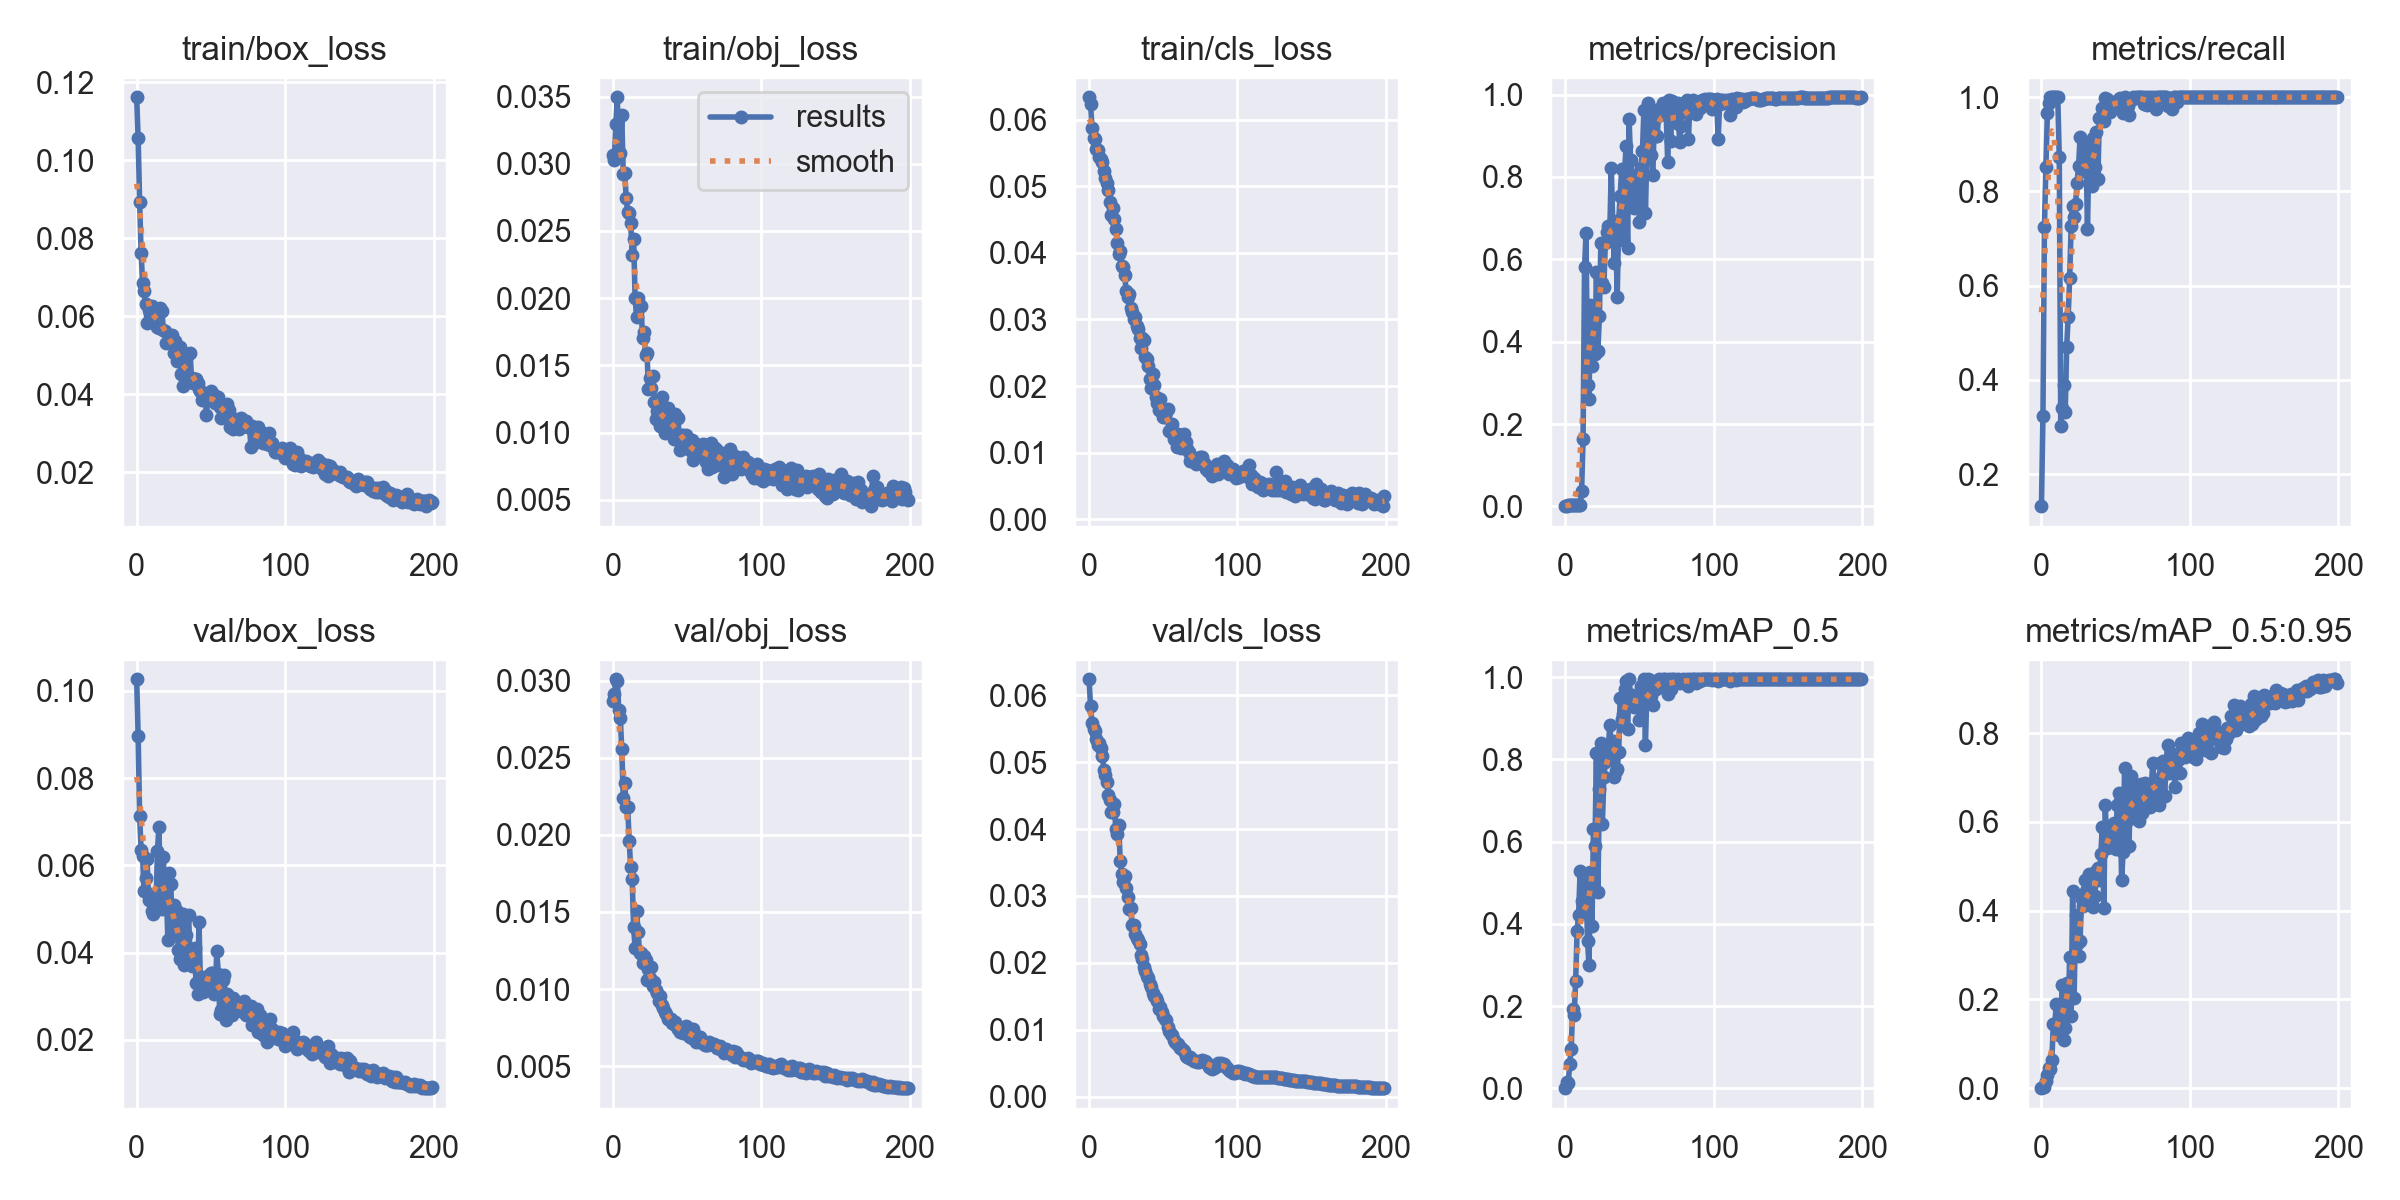 train/box_loss
0.12
0.10
0.08
0.06
0.04
0.02
0 100 200
train/obj_loss
results
smooth
0.035
0.030
0.025
0.020
0.015
0.010
0.005
0 100 200
train/cls_loss
0.06
0.05
0.04
0.03
0.02
0.01
0.00
0 100 200
metrics/precision
1.0
0.8
0.6
0.4
0.2
0.0
0 100 200
metrics/recall
1.0
0.8
0.6
0.4
0.2
0 100 200
val/box_loss
0.10
0.08
0.06
0.04
0.02
0 100 200
val/obj_loss
0.030
0.025
0.020
0.015
0.010
0.005
0 100 200
val/cls_loss
0.06
0.05
0.04
0.03
0.02
0.01
0.00
0 100 200
metrics/mAP_0.5
1.0
0.8
0.6
0.4
0.2
0.0
0 100 200
metrics/mAP_0.5:0.95
0.8
0.6
0.4
0.2
0.0
0 100 200